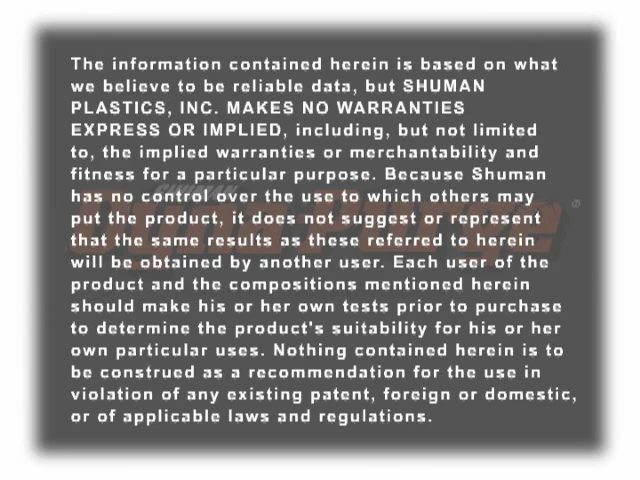 The information contained herein is based on what
we believe to be reliable data, but SHUMAN
PLASTICS, INC. MAKES NO WARRANTIES
EXPRESS OR IMPLIED, including, but not limited
to, the implied warranties or merchantability and
fitness for a particular purpose. Because Shuman
has no control over the use to which others may
put the product, it does not suggest or represent
that the same results as these referred to herein
will be obtained by another user. Each user of the
product and the compositions mentioned herein
should make his or her own tests prior to purchase
to determine the product's suitability for his or her
own particular uses. Nothing contained herein is to
be construed as a recommendation for the use in
violation of any existing patent, foreign or domestic,
or of applicable laws and regulations.
SHUMAN
Dyna-Purge ®